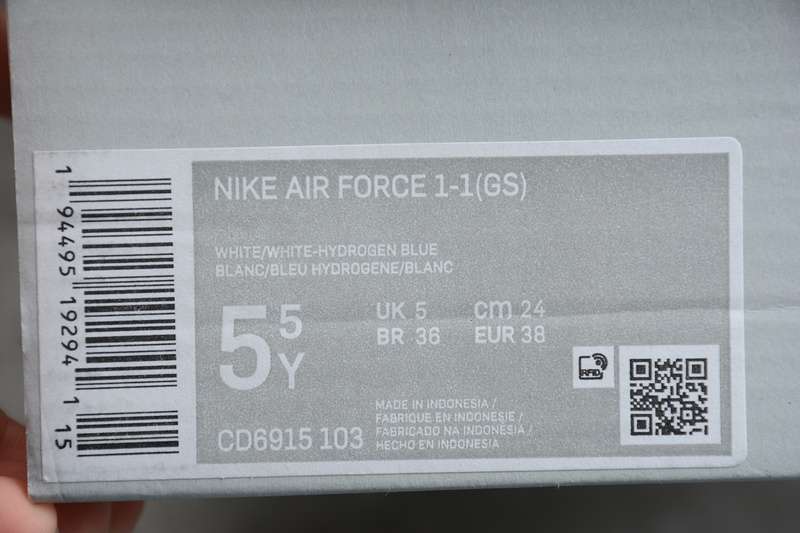 NIKE AIR FORCE 1-1(GS)
WHITE/WHITE-HYDROGEN BLUE
BLANC/BLEU HYDROGENE/BLANC
5 5 Y
UK 5 cm 24
BR 36 EUR 38
CD6915 103
MADE IN INDONESIA /
FABRIQUE EN INDONESIE /
FABRICADO NA INDONÉSIA /
HECHO EN INDONESIA
RFID
1 94495 19294 1 15